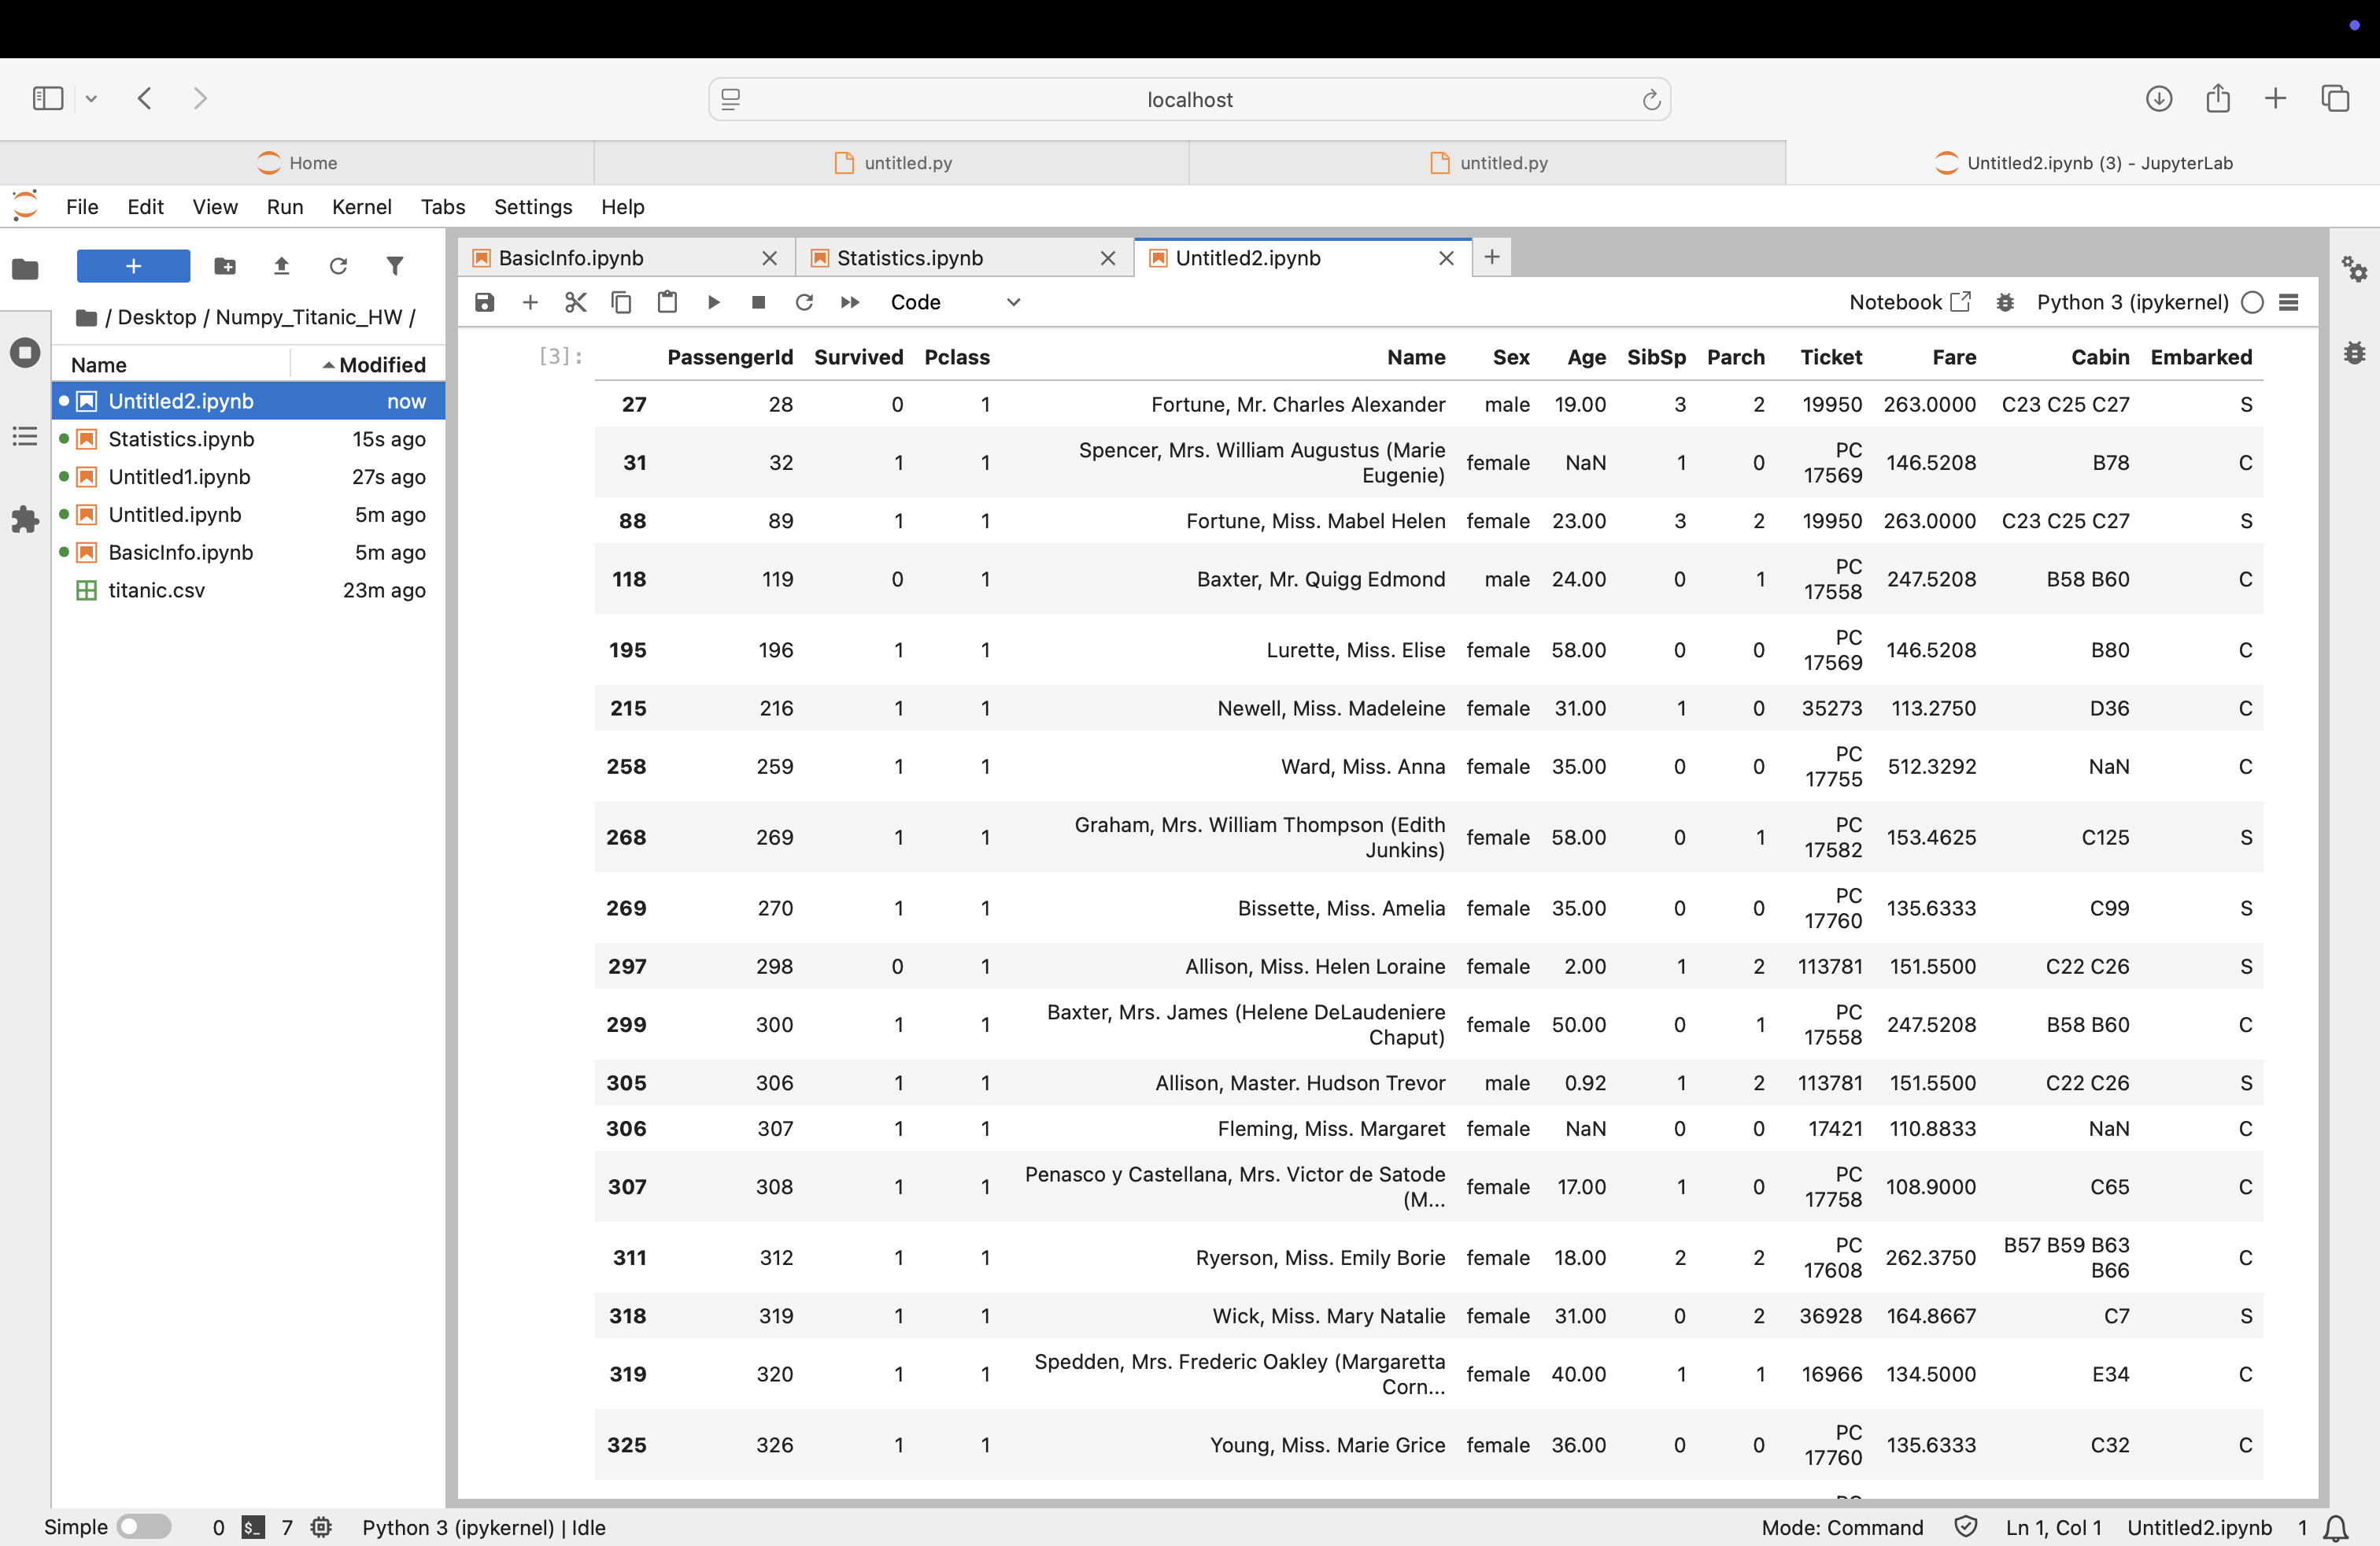 localhost
Home
untitled.py
untitled.py
Untitled2.ipynb (3) - JupyterLab
File Edit View Run Kernel Tabs Settings Help
BasicInfo.ipynb
Statistics.ipynb
Untitled2.ipynb
Code
Notebook
Python 3 (ipykernel)
/ Desktop / Numpy_Titanic_HW /
Name Modified
Untitled2.ipynb now
Statistics.ipynb 15s ago
Untitled1.ipynb 27s ago
Untitled.ipynb 5m ago
BasicInfo.ipynb 5m ago
titanic.csv 23m ago
[3]:
PassengerId Survived Pclass Name Sex Age SibSp Parch Ticket Fare Cabin Embarked
27 28 0 1 Fortune, Mr. Charles Alexander male 19.00 3 2 19950 263.0000 C23 C25 C27 S
31 32 1 1 Spencer, Mrs. William Augustus (Marie Eugenie) female NaN 1 0 PC 17569 146.5208 B78 C
88 89 1 1 Fortune, Miss. Mabel Helen female 23.00 3 2 19950 263.0000 C23 C25 C27 S
118 119 0 1 Baxter, Mr. Quigg Edmond male 24.00 0 1 PC 17558 247.5208 B58 B60 C
195 196 1 1 Lurette, Miss. Elise female 58.00 0 0 PC 17569 146.5208 B80 C
215 216 1 1 Newell, Miss. Madeleine female 31.00 1 0 35273 113.2750 D36 C
258 259 1 1 Ward, Miss. Anna female 35.00 0 0 PC 17755 512.3292 NaN C
268 269 1 1 Graham, Mrs. William Thompson (Edith Junkins) female 58.00 0 1 PC 17582 153.4625 C125 S
269 270 1 1 Bissette, Miss. Amelia female 35.00 0 0 PC 17760 135.6333 C99 S
297 298 0 1 Allison, Miss. Helen Loraine female 2.00 1 2 113781 151.5500 C22 C26 S
299 300 1 1 Baxter, Mrs. James (Helene DeLaudeniere Chaput) female 50.00 0 1 PC 17558 247.5208 B58 B60 C
305 306 1 1 Allison, Master. Hudson Trevor male 0.92 1 2 113781 151.5500 C22 C26 S
306 307 1 1 Fleming, Miss. Margaret female NaN 0 0 17421 110.8833 NaN C
307 308 1 1 Penasco y Castellana, Mrs. Victor de Satode (M... female 17.00 1 0 PC 17758 108.9000 C65 C
311 312 1 1 Ryerson, Miss. Emily Borie female 18.00 2 2 PC 17608 262.3750 B57 B59 B63 B66 C
318 319 1 1 Wick, Miss. Mary Natalie female 31.00 0 2 36928 164.8667 C7 S
319 320 1 1 Spedden, Mrs. Frederic Oakley (Margaretta Corn... female 40.00 1 1 16966 134.5000 E34 C
325 326 1 1 Young, Miss. Marie Grice female 36.00 0 0 PC 17760 135.6333 C32 C
Simple 0 $_ 7 Python 3 (ipykernel) | Idle
Mode: Command Ln 1, Col 1 Untitled2.ipynb 1